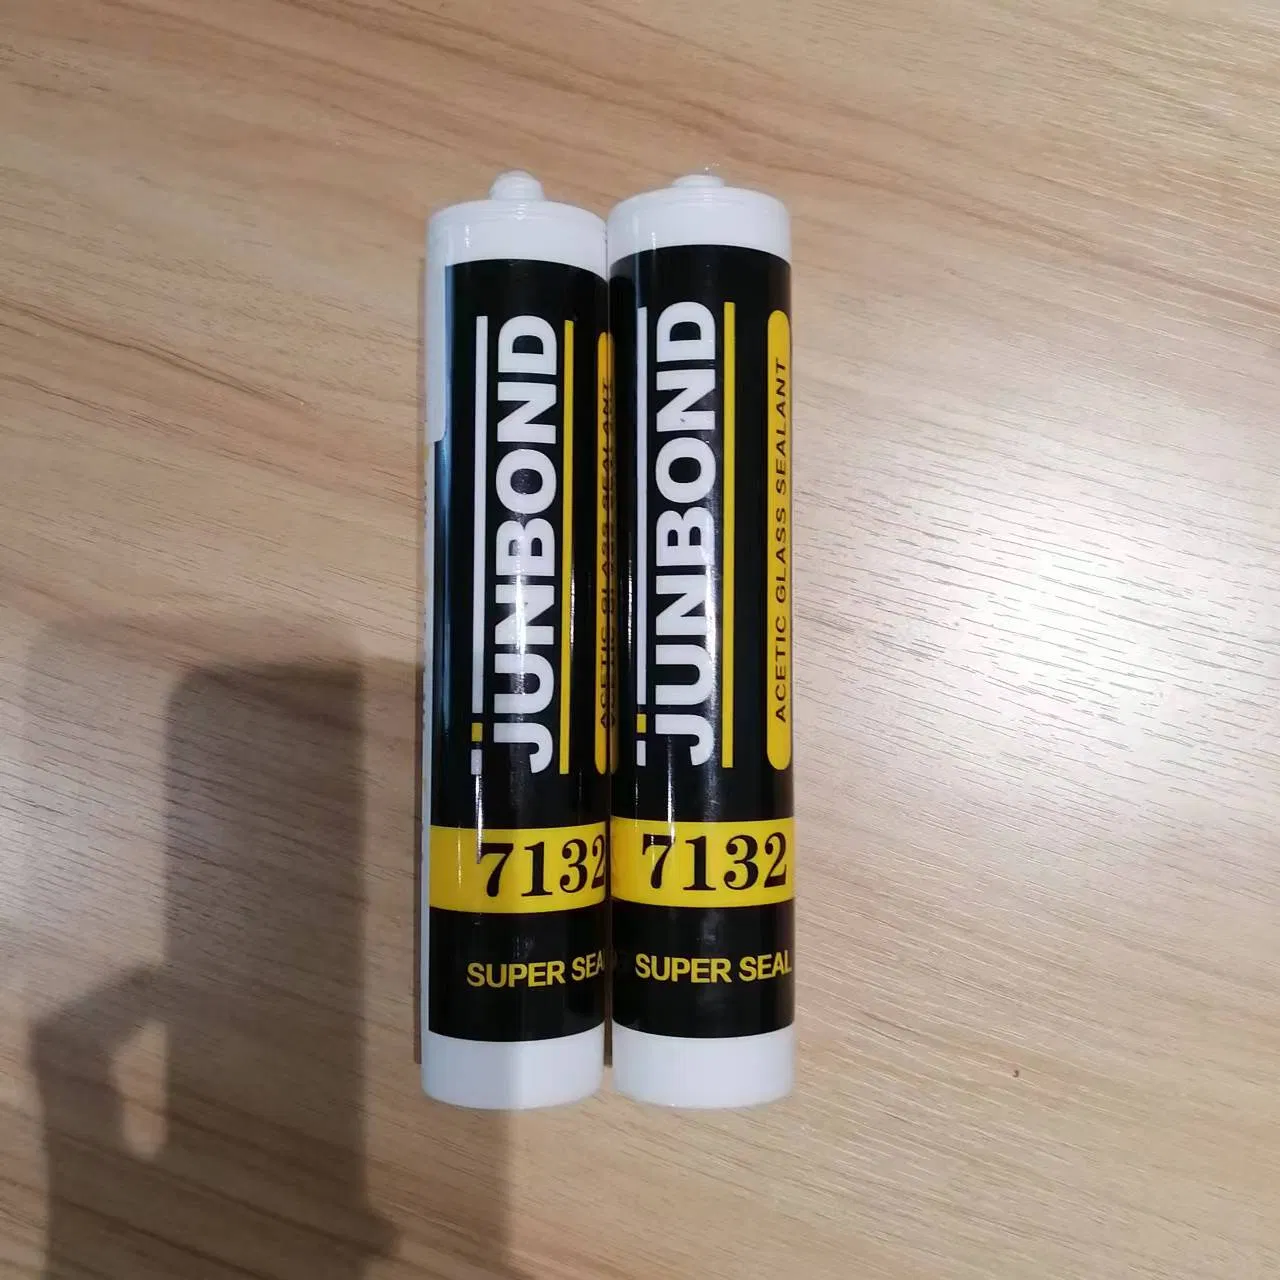 JUNBOND
ACETIC GLASS SEALANT
7132
SUPER SEAL
JUNBOND
ACETIC GLASS SEALANT
7132
SUPER SEAL